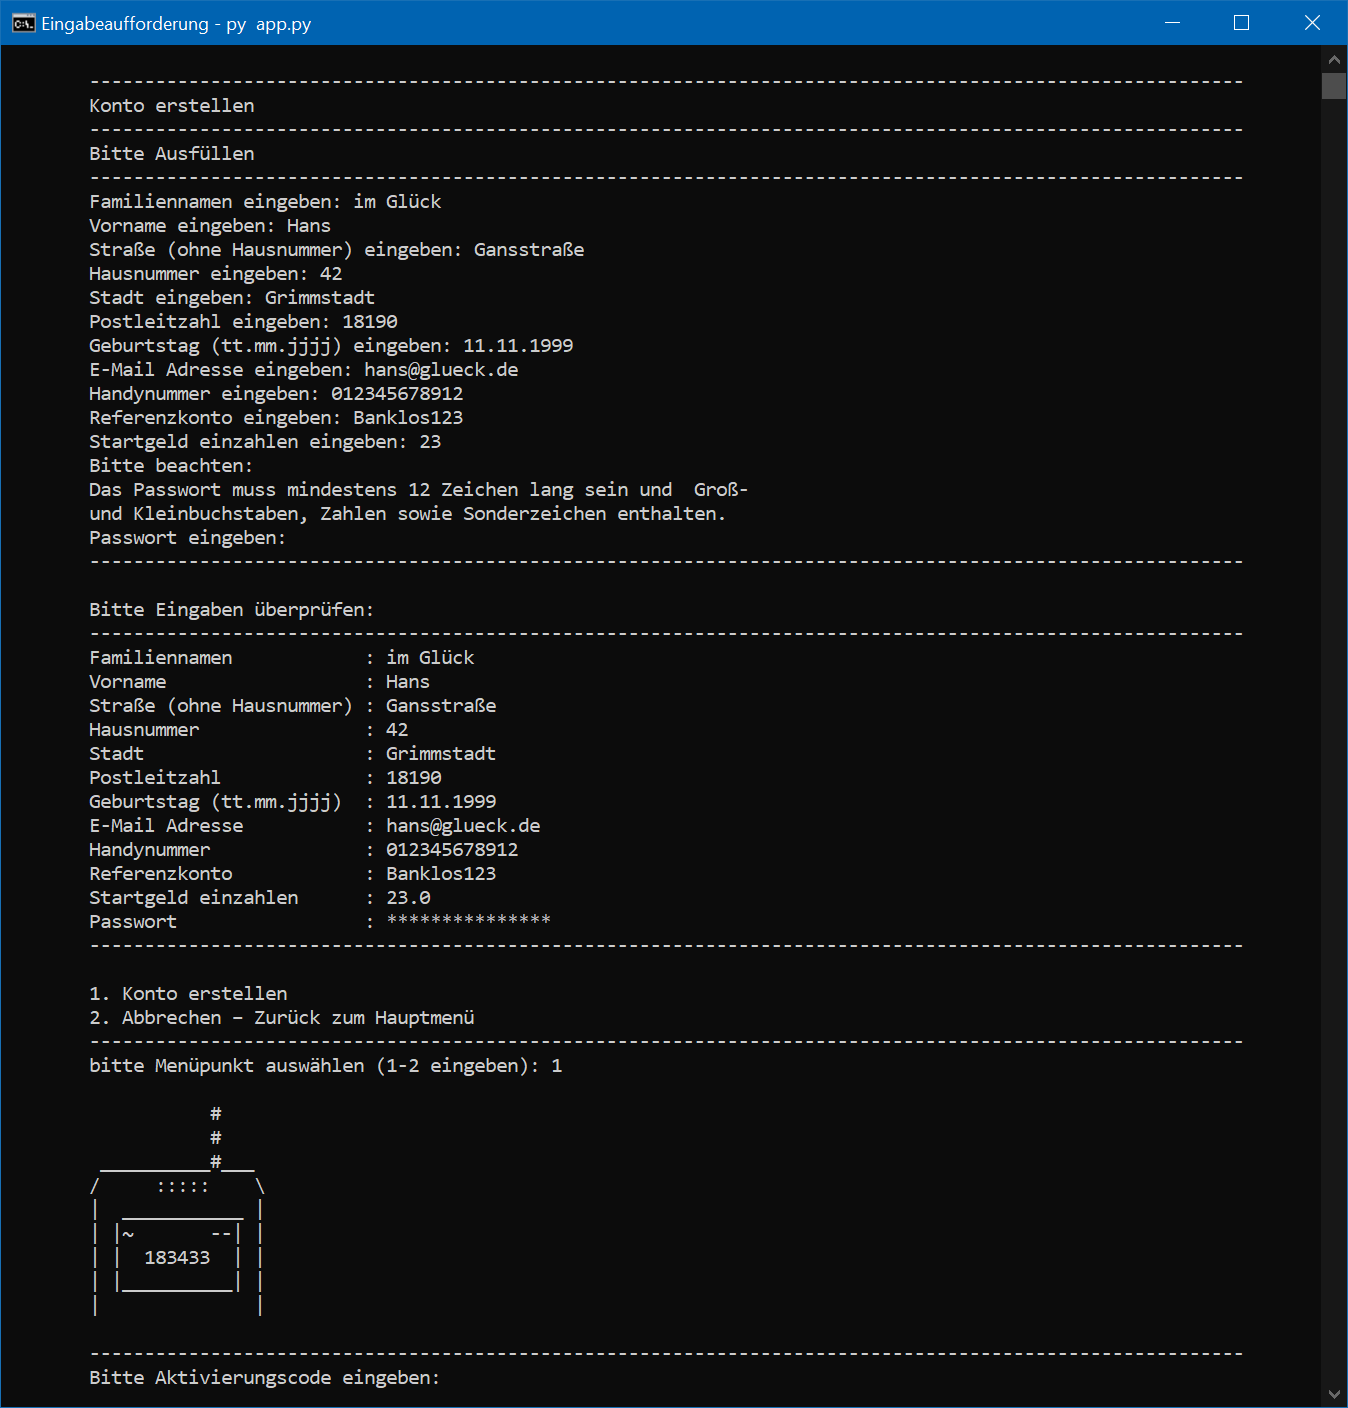 Eingabeaufforderung - py  app.py
---------------------------------------------------------------------------------------------------------
Konto erstellen
---------------------------------------------------------------------------------------------------------
Bitte Ausfüllen
---------------------------------------------------------------------------------------------------------
Familiennamen eingeben: im Glück
Vorname eingeben: Hans
Straße (ohne Hausnummer) eingeben: Gansstraße
Hausnummer eingeben: 42
Stadt eingeben: Grimmstadt
Postleitzahl eingeben: 18190
Geburtstag (tt.mm.jjjj) eingeben: 11.11.1999
E-Mail Adresse eingeben: hans@glueck.de
Handynummer eingeben: 012345678912
Referenzkonto eingeben: Banklos123
Startgeld einzahlen eingeben: 23
Bitte beachten:
Das Passwort muss mindestens 12 Zeichen lang sein und  Groß-
und Kleinbuchstaben, Zahlen sowie Sonderzeichen enthalten.
Passwort eingeben:
---------------------------------------------------------------------------------------------------------
Bitte Eingaben überprüfen:
---------------------------------------------------------------------------------------------------------
Familiennamen            : im Glück
Vorname                  : Hans
Straße (ohne Hausnummer) : Gansstraße
Hausnummer               : 42
Stadt                    : Grimmstadt
Postleitzahl             : 18190
Geburtstag (tt.mm.jjjj)  : 11.11.1999
E-Mail Adresse           : hans@glueck.de
Handynummer              : 012345678912
Referenzkonto            : Banklos123
Startgeld einzahlen      : 23.0
Passwort                 : ***************
---------------------------------------------------------------------------------------------------------
1. Konto erstellen
2. Abbrechen – Zurück zum Hauptmenü
---------------------------------------------------------------------------------------------------------
bitte Menüpunkt auswählen (1-2 eingeben): 1
           #
           #
 __________#___
/     :::::    \
|  ___________ |
| |~       --| |
| |  183433  | |
| |__________| |
|              |
---------------------------------------------------------------------------------------------------------
Bitte Aktivierungscode eingeben: